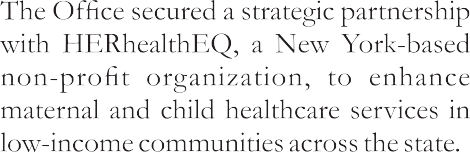 The Office secured a strategic partnership
with HERhealthEQ, a New York-based
non-profit organization, to enhance
maternal and child healthcare services in
low-income communities across the state.